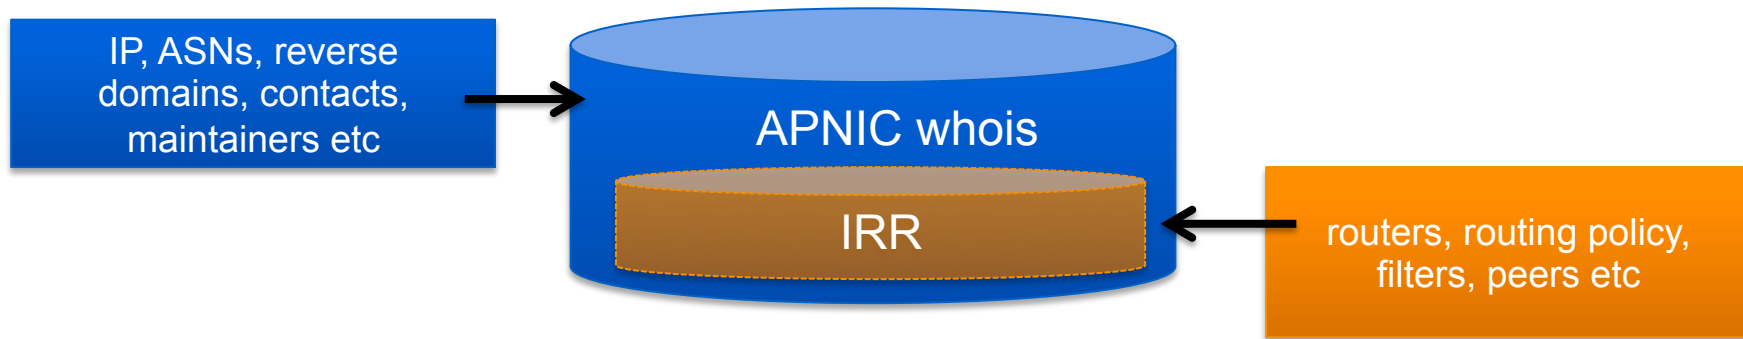 IP, ASNs, reverse
domains, contacts,
maintainers etc
APNIC whois
IRR
routers, routing policy,
filters, peers etc